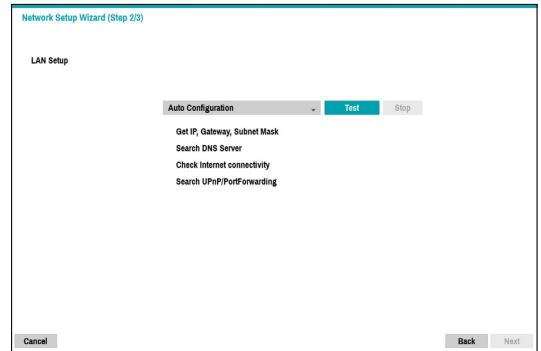 Network Setup Wizard (Step 2/3)
LAN Setup
Auto Configuration Test Stop
Get IP, Gateway, Subnet Mask
Search DNS Server
Check Internet connectivity
Search UPnP/PortForwarding
Cancel Back Next